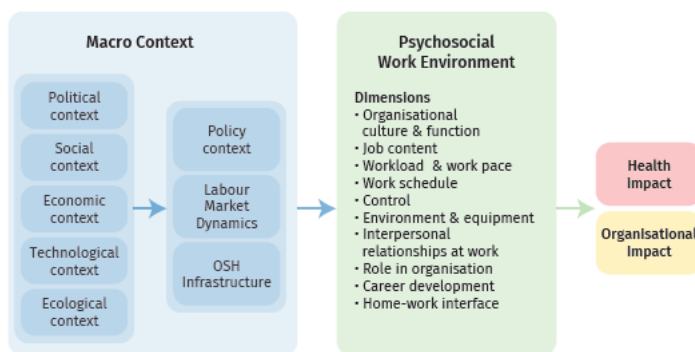 Macro Context
Political
context
Social
context
Economic
context
Technological
context
Ecological
context
Policy
context
Labour
Market
Dynamics
OSH
Infrastructure
Psychosocial
Work Environment
Dimensions
• Organisational
culture & function
• Job content
• Workload & work pace
• Work schedule
• Control
• Environment & equipment
• Interpersonal
relationships at work
• Role in organisation
• Career development
• Home-work interface
Health
Impact
Organisational
Impact